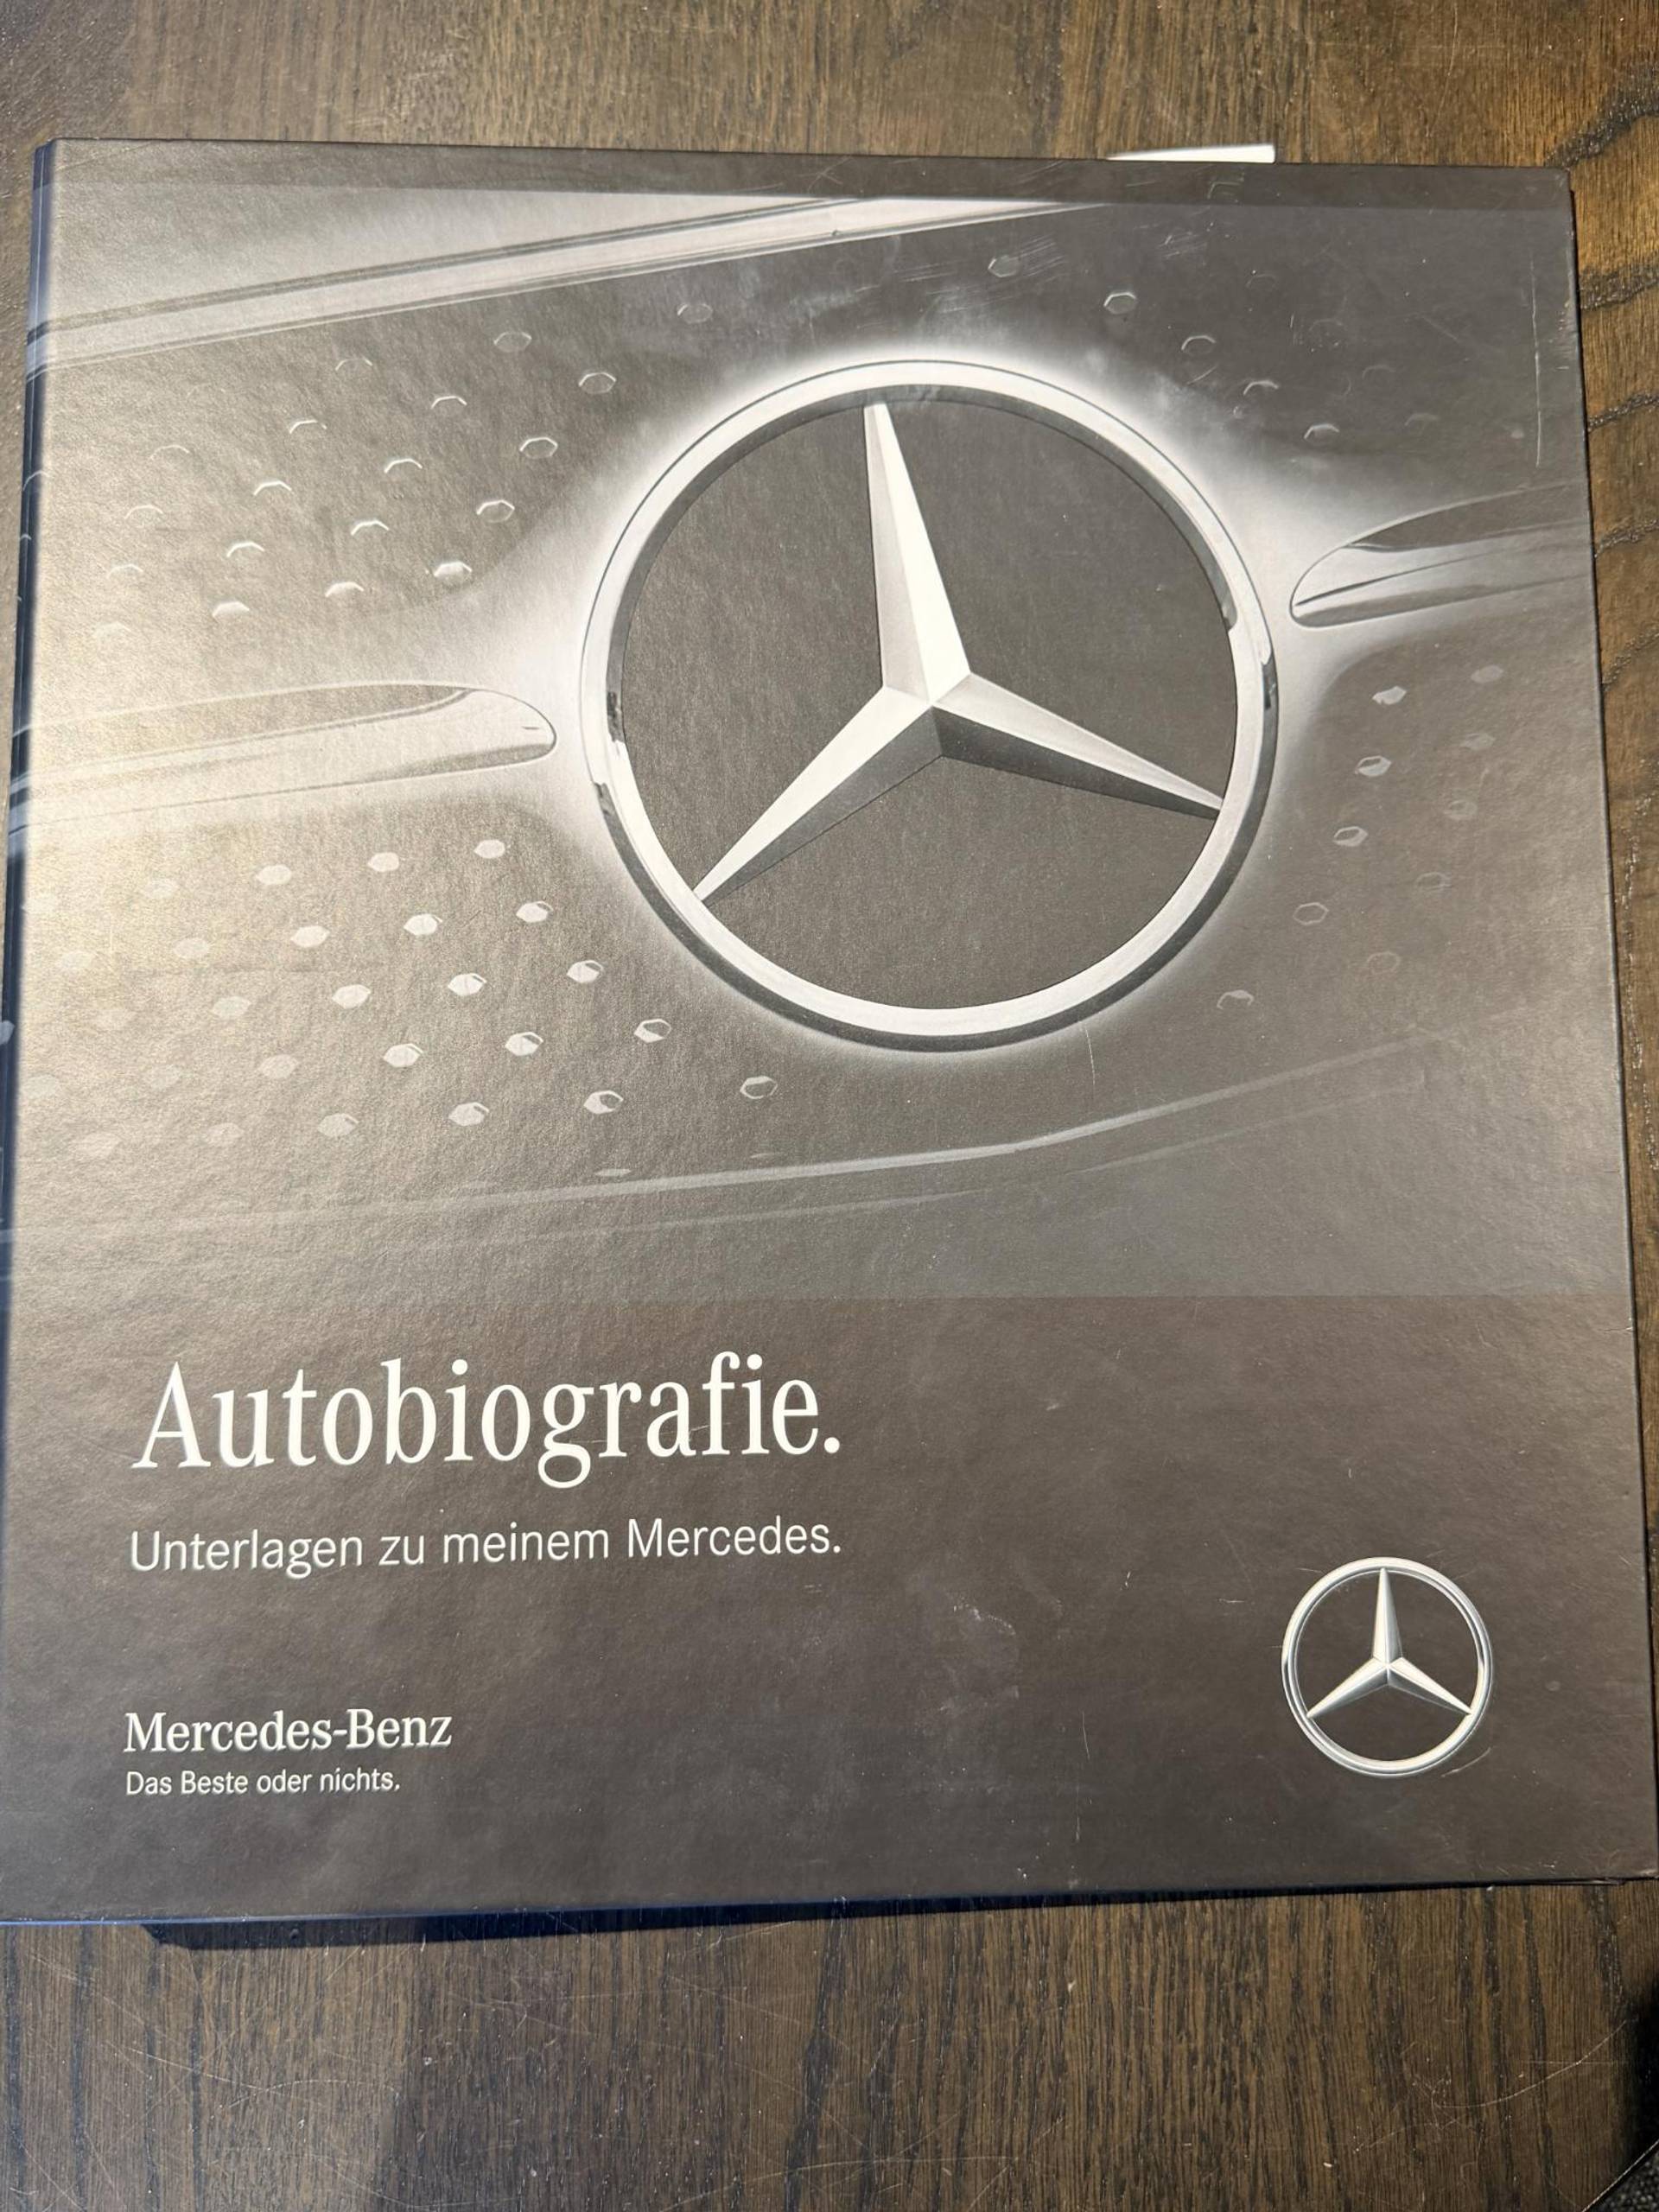 Autobiografie.
Unterlagen zu meinem Mercedes.
Mercedes-Benz
Das Beste oder nichts.